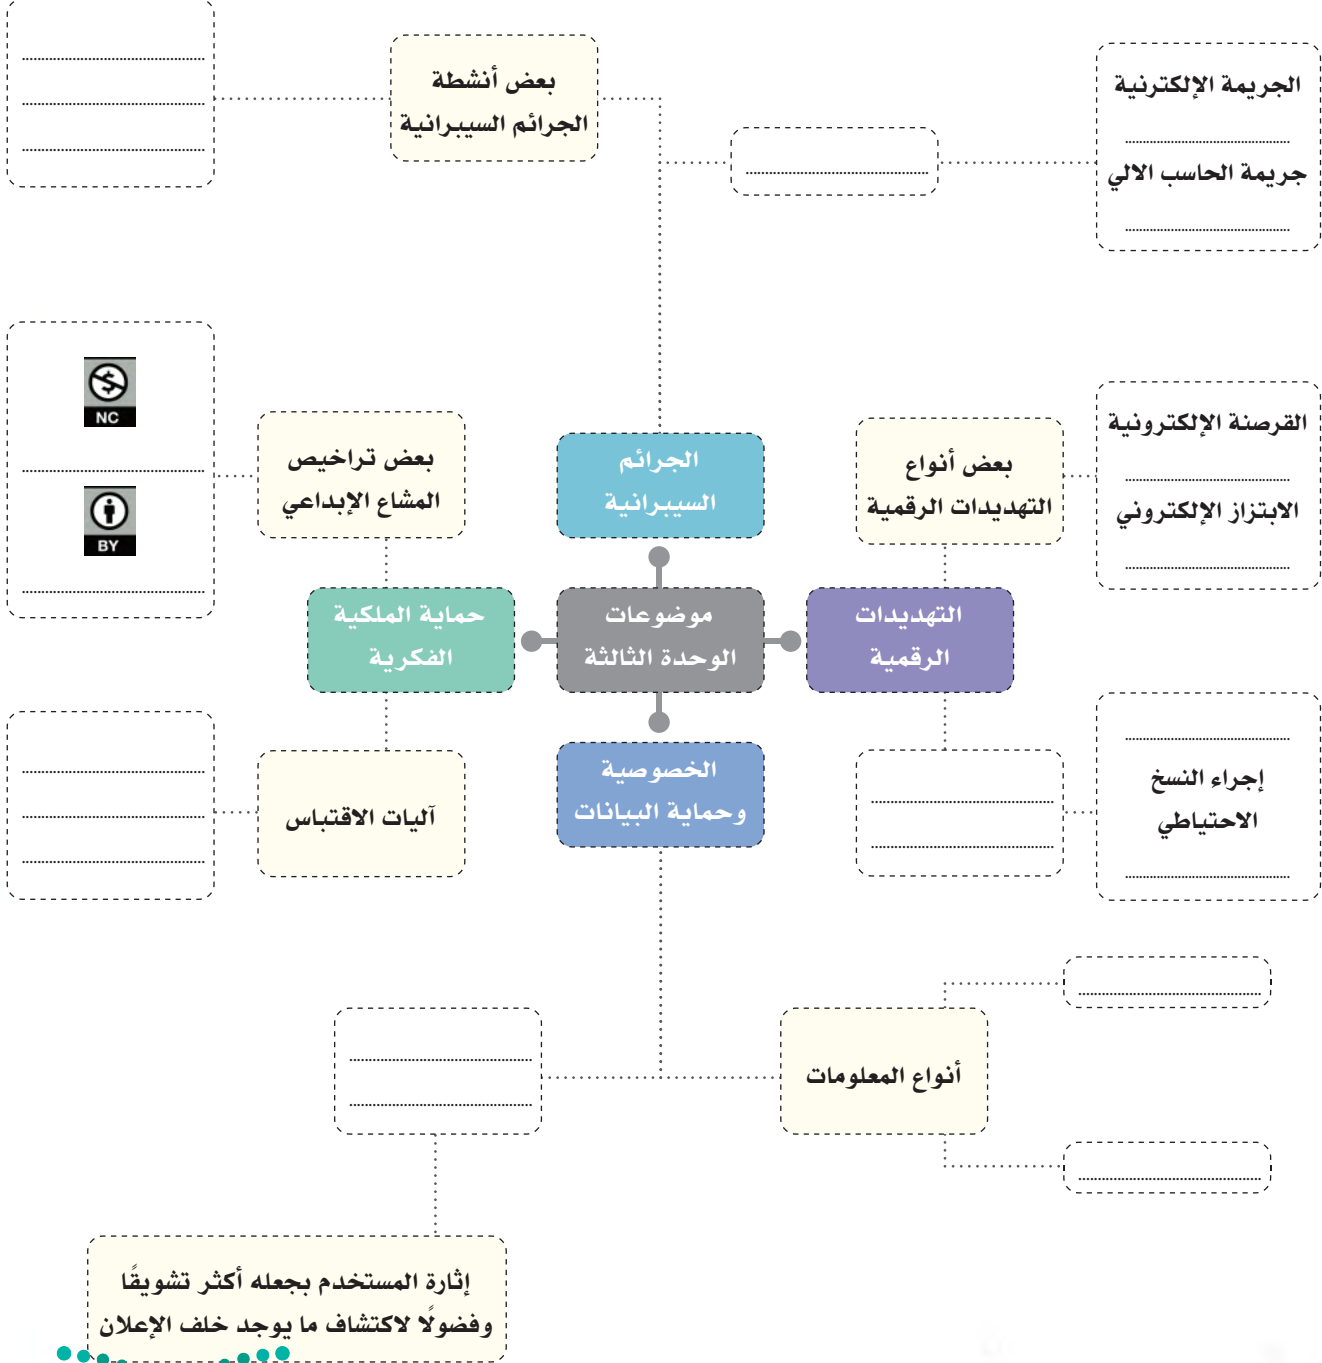 بعض أنشطة
الجرائم السيبرانية
الجريمة الإلكترنية
جريمة الحاسب الالي
NC
BY
بعض تراخيص
المشاع الإبداعي
الجرائم
السيبرانية
بعض أنواع
التهديدات الرقمية
القرصنة الإلكترونية
الابتزاز الإلكتروني
حماية الملكية
الفكرية
موضوعات
الوحدة الثالثة
التهديدات
الرقمية
آليات الاقتباس
الخصوصية
وحماية البيانات
إجراء النسخ
الاحتياطي
أنواع المعلومات
إثارة المستخدم بجعله أكثر تشويقًا
وفضولًا لاكتشاف ما يوجد خلف الإعلان